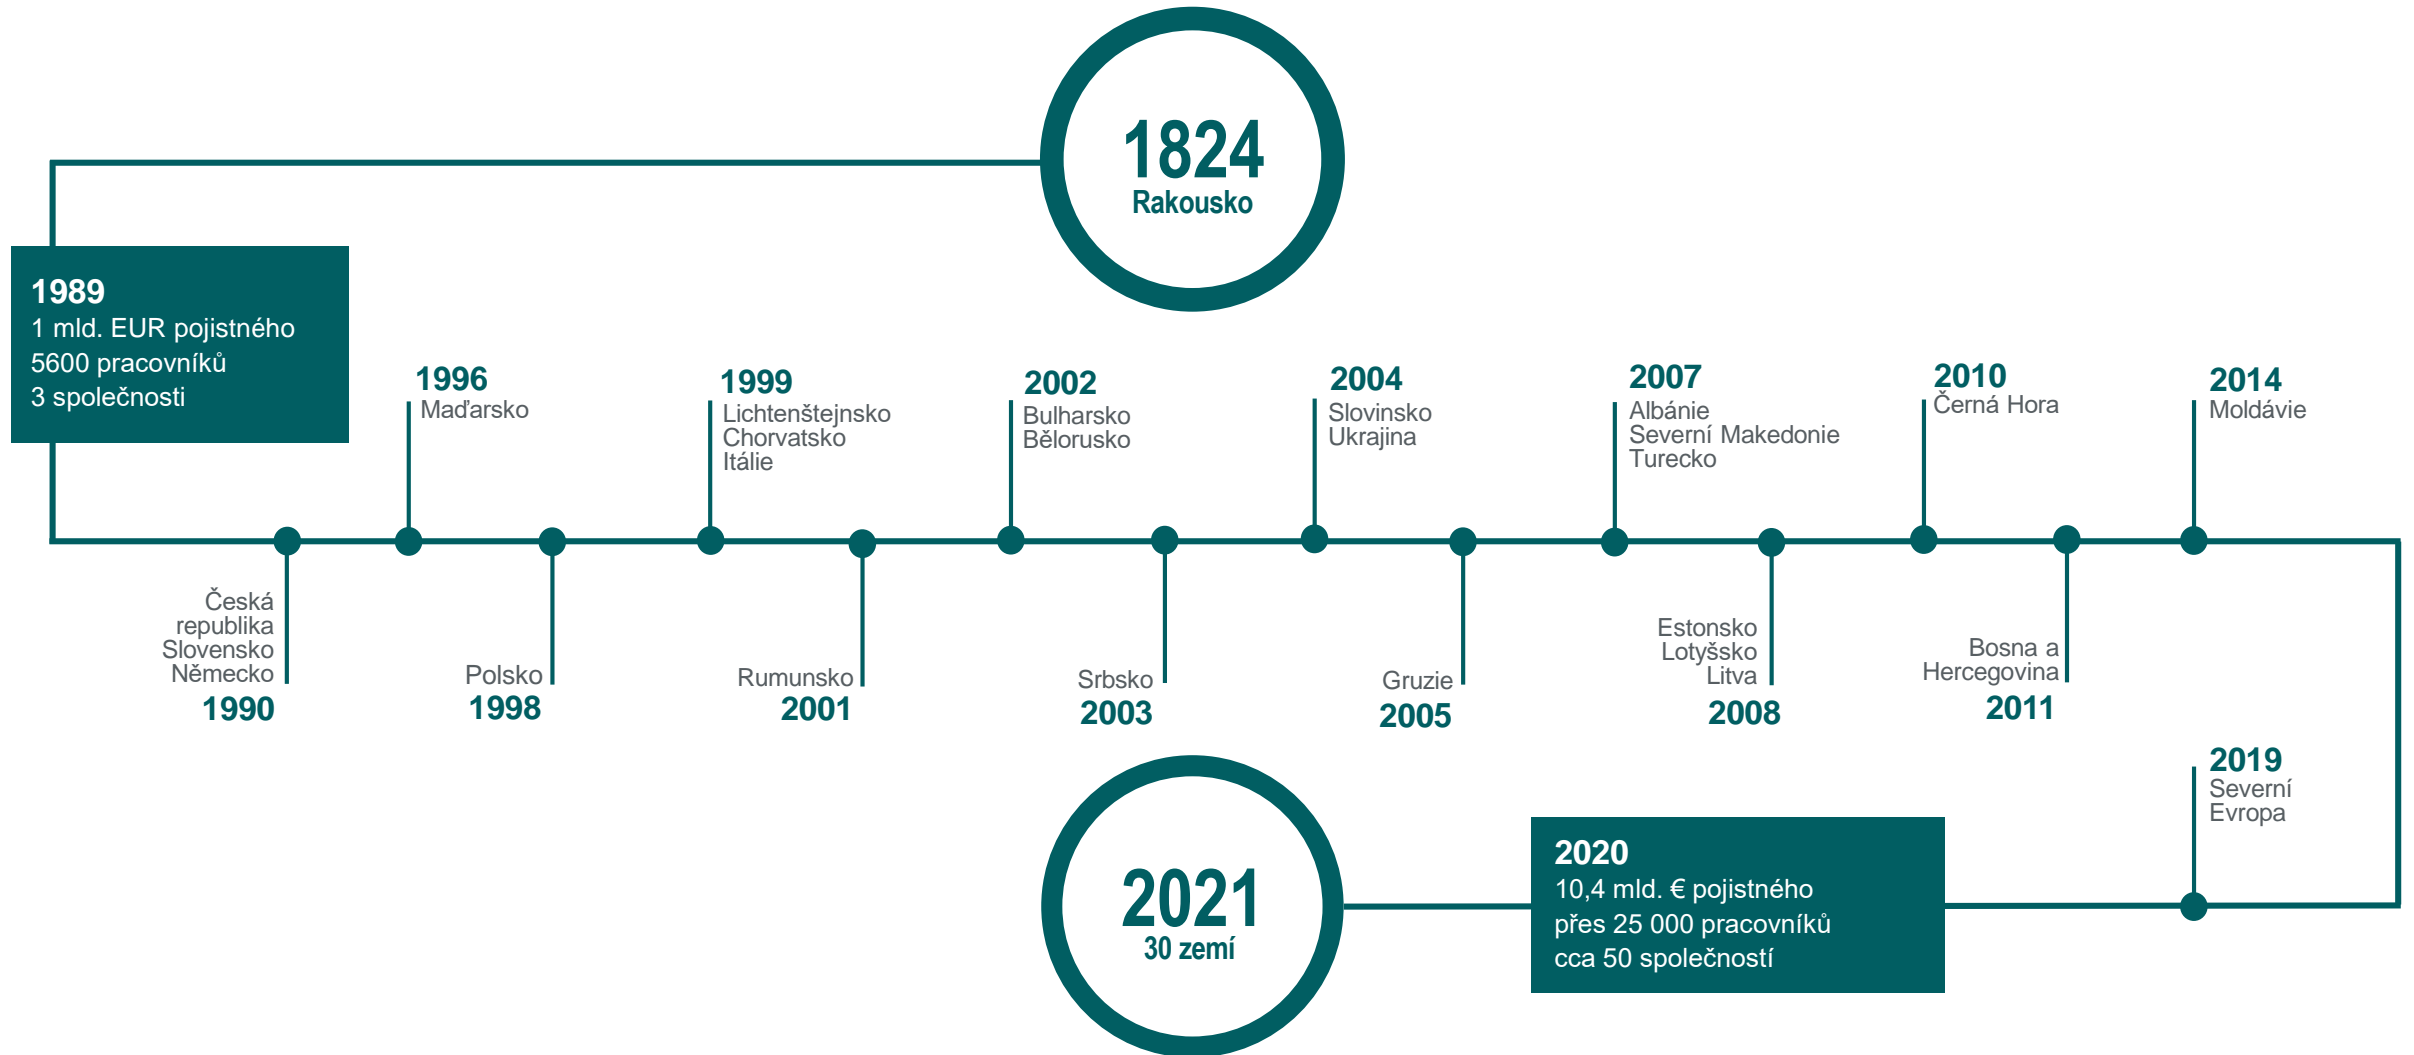 1824
Rakousko
1989
1 mld. EUR pojistného
5600 pracovníků
3 společnosti
1996
Maďarsko
1999
Lichtenštejnsko
Chorvatsko
Itálie
2002
Bulharsko
Bělorusko
2004
Slovinsko
Ukrajina
2007
Albánie
Severní Makedonie
Turecko
2010
Černá Hora
2014
Moldávie
Česká
republika
Slovensko
Německo
1990
Polsko
1998
Rumunsko
2001
Srbsko
2003
Gruzie
2005
Estonsko
Lotyšsko
Litva
2008
Bosna a
Hercegovina
2011
2019
Severní
Evropa
2020
10,4 mld. € pojistného
přes 25 000 pracovníků
cca 50 společností
2021
30 zemí